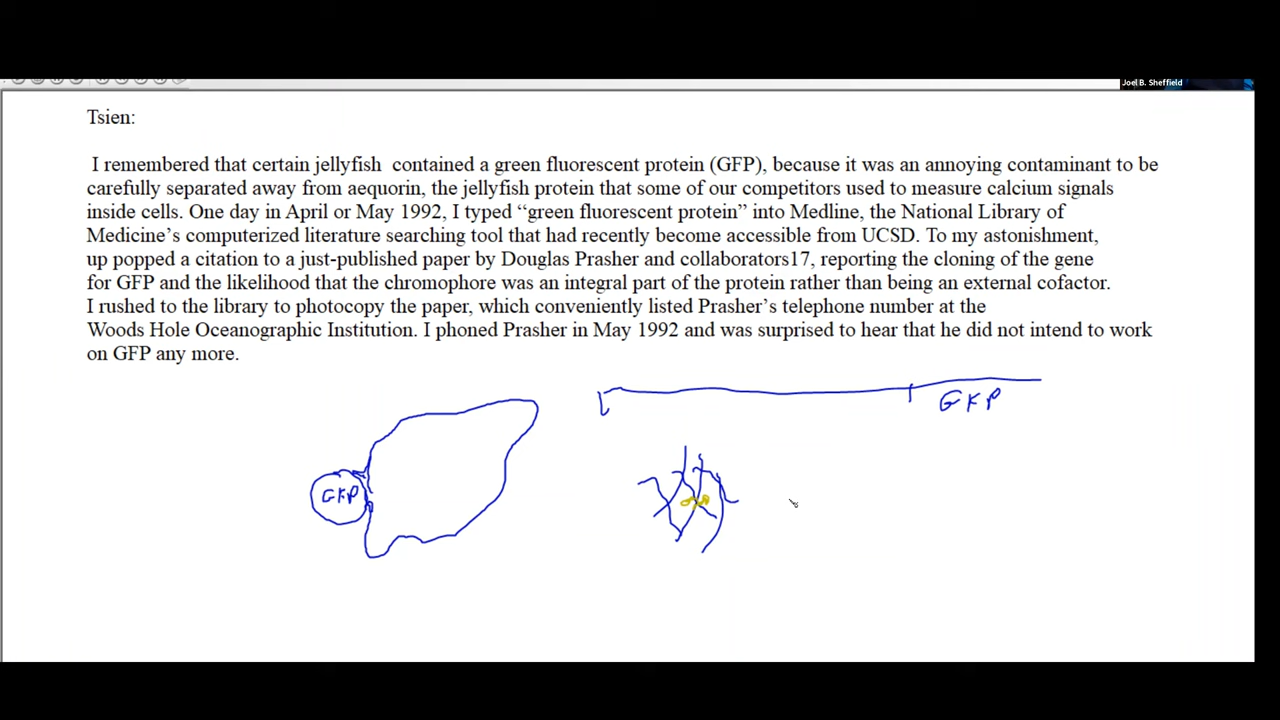 Joel B. Sheffield
Tsien:
I remembered that certain jellyfish contained a green fluorescent protein (GFP), because it was an annoying contaminant to be
carefully separated away from aequorin, the jellyfish protein that some of our competitors used to measure calcium signals
inside cells. One day in April or May 1992, I typed “green fluorescent protein” into Medline, the National Library of
Medicine’s computerized literature searching tool that had recently become accessible from UCSD. To my astonishment,
up popped a citation to a just-published paper by Douglas Prasher and collaborators17, reporting the cloning of the gene
for GFP and the likelihood that the chromophore was an integral part of the protein rather than being an external cofactor.
I rushed to the library to photocopy the paper, which conveniently listed Prasher’s telephone number at the
Woods Hole Oceanographic Institution. I phoned Prasher in May 1992 and was surprised to hear that he did not intend to work
on GFP any more.
GFP
GFP